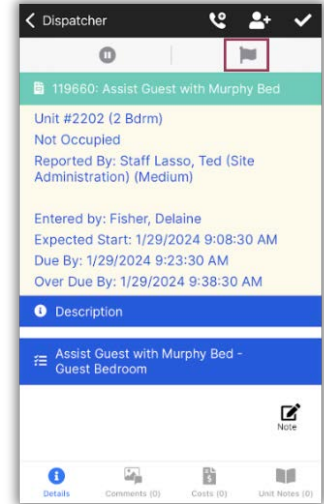 Dispatcher
119660: Assist Guest with Murphy Bed
Unit #2202 (2 Bdrm)
Not Occupied
Reported By: Staff Lasso, Ted (Site
Administration) (Medium)
Entered by: Fisher, Delaine
Expected Start: 1/29/2024 9:08:30 AM
Due By: 1/29/2024 9:23:30 AM
Over Due By: 1/29/2024 9:38:30 AM
Description
Assist Guest with Murphy Bed -
Guest Bedroom
Note
Details Comments (0) Costs (0) Unit Notes (0)